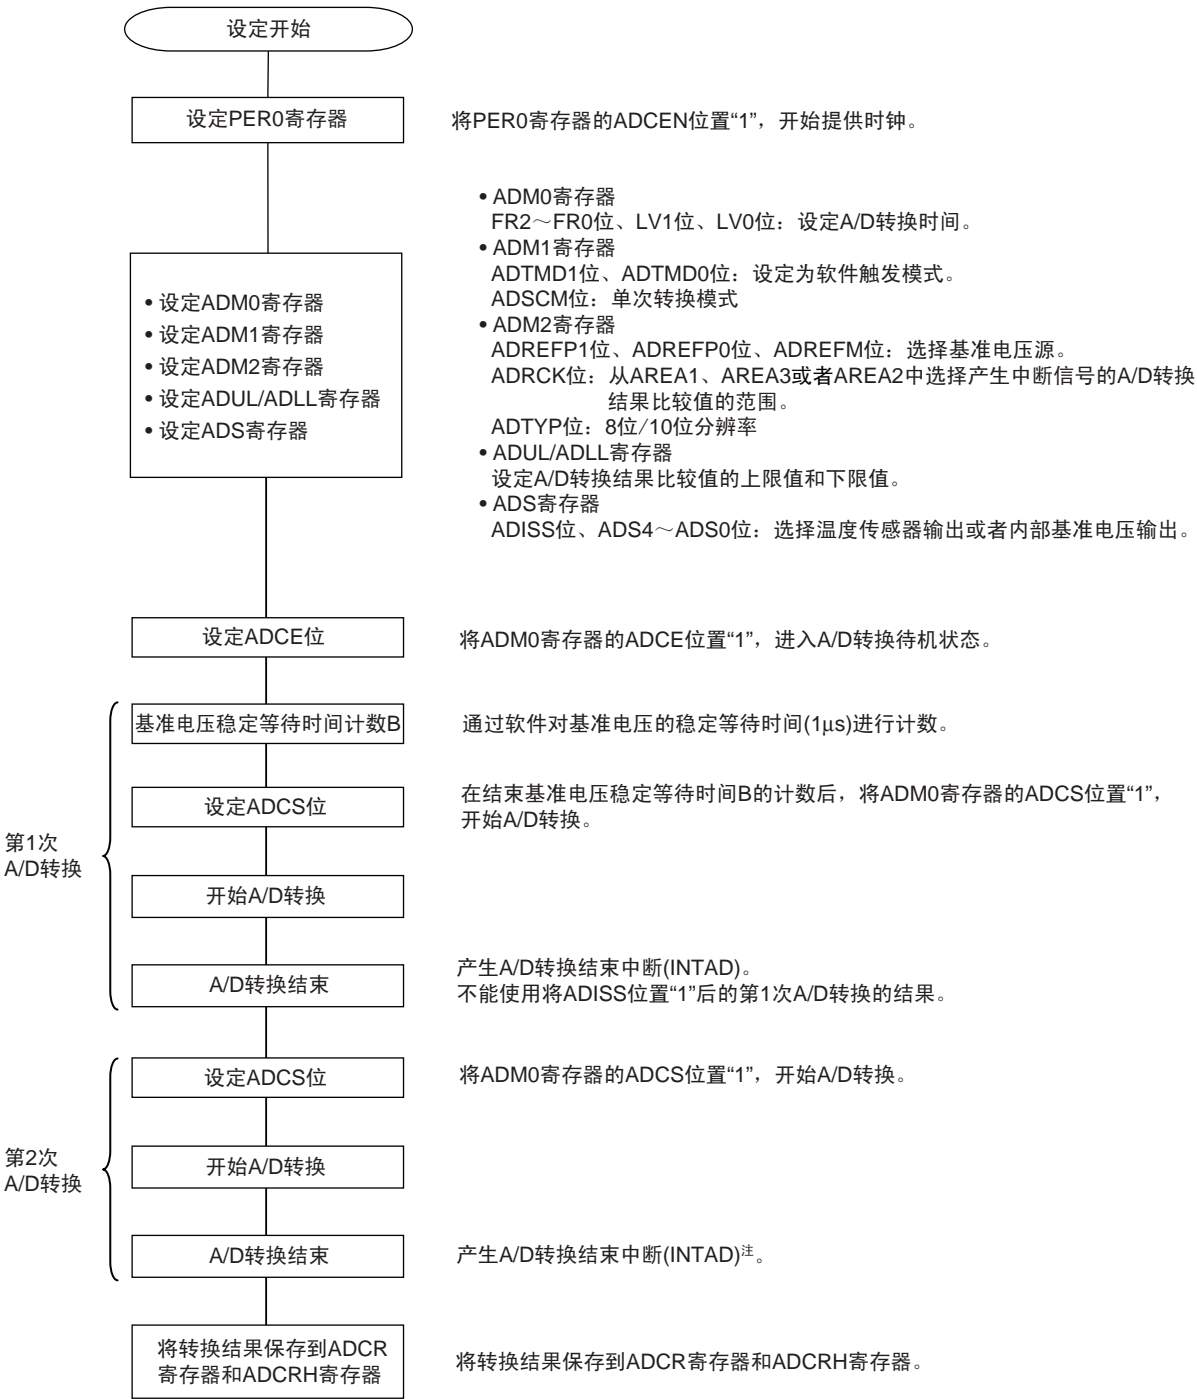 设定开始
设定PER0寄存器
将PER0寄存器的ADCEN位置“1”，开始提供时钟。
• 设定ADM0寄存器
• 设定ADM1寄存器
• 设定ADM2寄存器
• 设定ADUL/ADLL寄存器
• 设定ADS寄存器
• ADM0寄存器
FR2～FR0位、LV1位、LV0位：设定A/D转换时间。
• ADM1寄存器
ADTMD1位、ADTMD0位：设定为软件触发模式。
ADSCM位：单次转换模式
• ADM2寄存器
ADREFP1位、ADREFP0位、ADREFM位：选择基准电压源。
ADRCK位：从AREA1、AREA3或者AREA2中选择产生中断信号的A/D转换
结果比较值的范围。
ADTYP位：8位/10位分辨率
• ADUL/ADLL寄存器
设定A/D转换结果比较值的上限值和下限值。
• ADS寄存器
ADISS位、ADS4～ADS0位：选择温度传感器输出或者内部基准电压输出。
设定ADCE位
将ADM0寄存器的ADCE位置“1”，进入A/D转换待机状态。
第1次
A/D转换
基准电压稳定等待时间计数B
通过软件对基准电压的稳定等待时间(1μs)进行计数。
设定ADCS位
在结束基准电压稳定等待时间B的计数后，将ADM0寄存器的ADCS位置“1”，
开始A/D转换。
开始A/D转换
A/D转换结束
产生A/D转换结束中断(INTAD)。
不能使用将ADISS位置“1”后的第1次A/D转换的结果。
第2次
A/D转换
设定ADCS位
将ADM0寄存器的ADCS位置“1”，开始A/D转换。
开始A/D转换
A/D转换结束
产生A/D转换结束中断(INTAD)注。
将转换结果保存到ADCR
寄存器和ADCRH寄存器
将转换结果保存到ADCR寄存器和ADCRH寄存器。